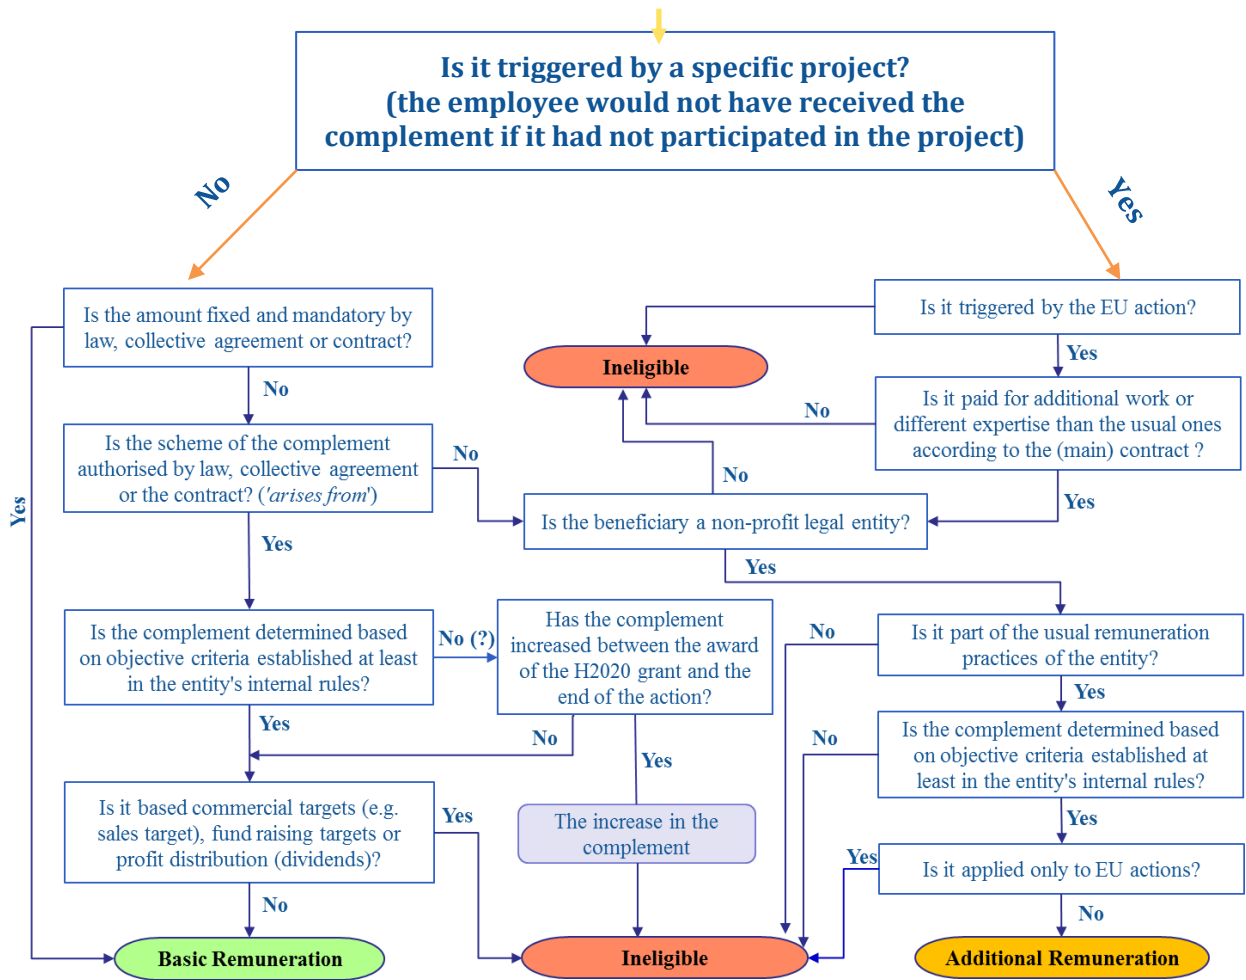 Is it triggered by a specific project?
(the employee would not have received the
complement if it had not participated in the project)
No
Yes
Is the amount fixed and mandatory by
law, collective agreement or contract?
Is it triggered by the EU action?
Ineligible
Yes
No
Is it paid for additional work or
different expertise than the usual ones
according to the (main) contract ?
No
Is the scheme of the complement
authorised by law, collective agreement
or the contract? ('arises from')
No
No
Yes
Yes
Is the beneficiary a non-profit legal entity?
Yes
Yes
Is the complement determined based
on objective criteria established at least
in the entity's internal rules?
No (?)
Has the complement
increased between the award
of the H2020 grant and the
end of the action?
No
Is it part of the usual remuneration
practices of the entity?
Yes
Yes
No
Yes
No
Is the complement determined based
on objective criteria established at
least in the entity's internal rules?
Is it based commercial targets (e.g.
sales target), fund raising targets or
profit distribution (dividends)?
Yes
The increase in the
complement
Yes
Yes
Is it applied only to EU actions?
No
No
Basic Remuneration
Ineligible
Additional Remuneration